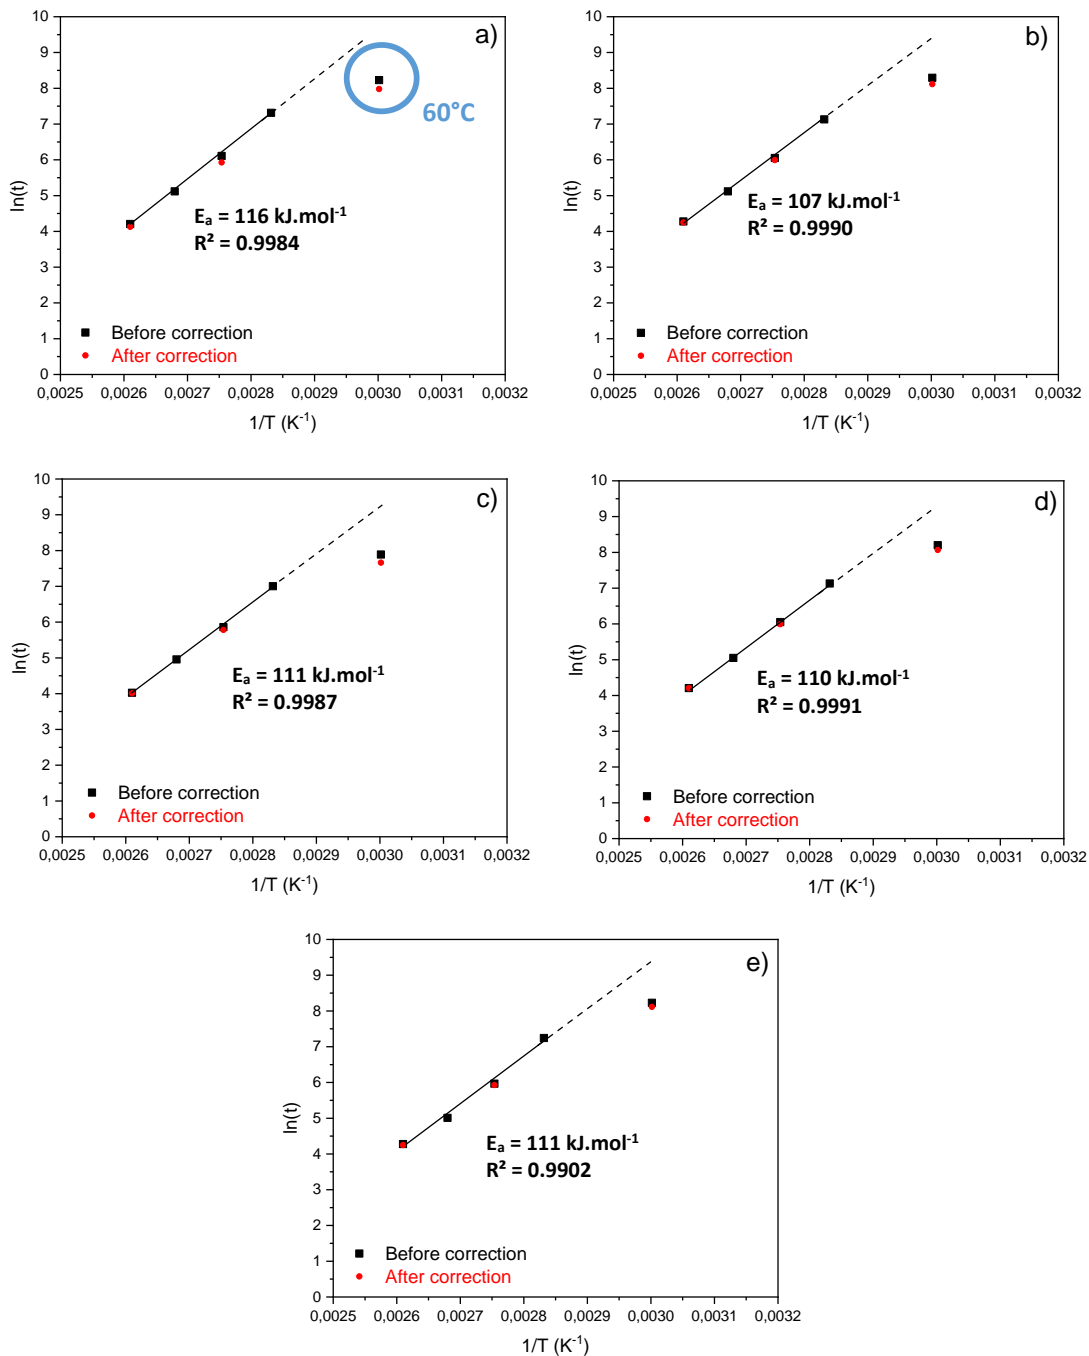 a)
10
9
8
7
6
5
4
3
2
1
0
ln(t)
60°C
Eₐ = 116 kJ.mol⁻¹
R² = 0.9984
Before correction
After correction
0,0025 0,0026 0,0027 0,0028 0,0029 0,0030 0,0031 0,0032
1/T (K⁻¹)
b)
10
9
8
7
6
5
4
3
2
1
0
ln(t)
Eₐ = 107 kJ.mol⁻¹
R² = 0.9990
Before correction
After correction
0,0025 0,0026 0,0027 0,0028 0,0029 0,0030 0,0031 0,0032
1/T (K⁻¹)
c)
10
9
8
7
6
5
4
3
2
1
0
ln(t)
Eₐ = 111 kJ.mol⁻¹
R² = 0.9987
Before correction
After correction
0,0025 0,0026 0,0027 0,0028 0,0029 0,0030 0,0031 0,0032
1/T (K⁻¹)
d)
10
9
8
7
6
5
4
3
2
1
0
ln(t)
Eₐ = 110 kJ.mol⁻¹
R² = 0.9991
Before correction
After correction
0,0025 0,0026 0,0027 0,0028 0,0029 0,0030 0,0031 0,0032
1/T (K⁻¹)
e)
10
9
8
7
6
5
4
3
2
1
0
ln(t)
Eₐ = 111 kJ.mol⁻¹
R² = 0.9902
Before correction
After correction
0,0025 0,0026 0,0027 0,0028 0,0029 0,0030 0,0031 0,0032
1/T (K⁻¹)